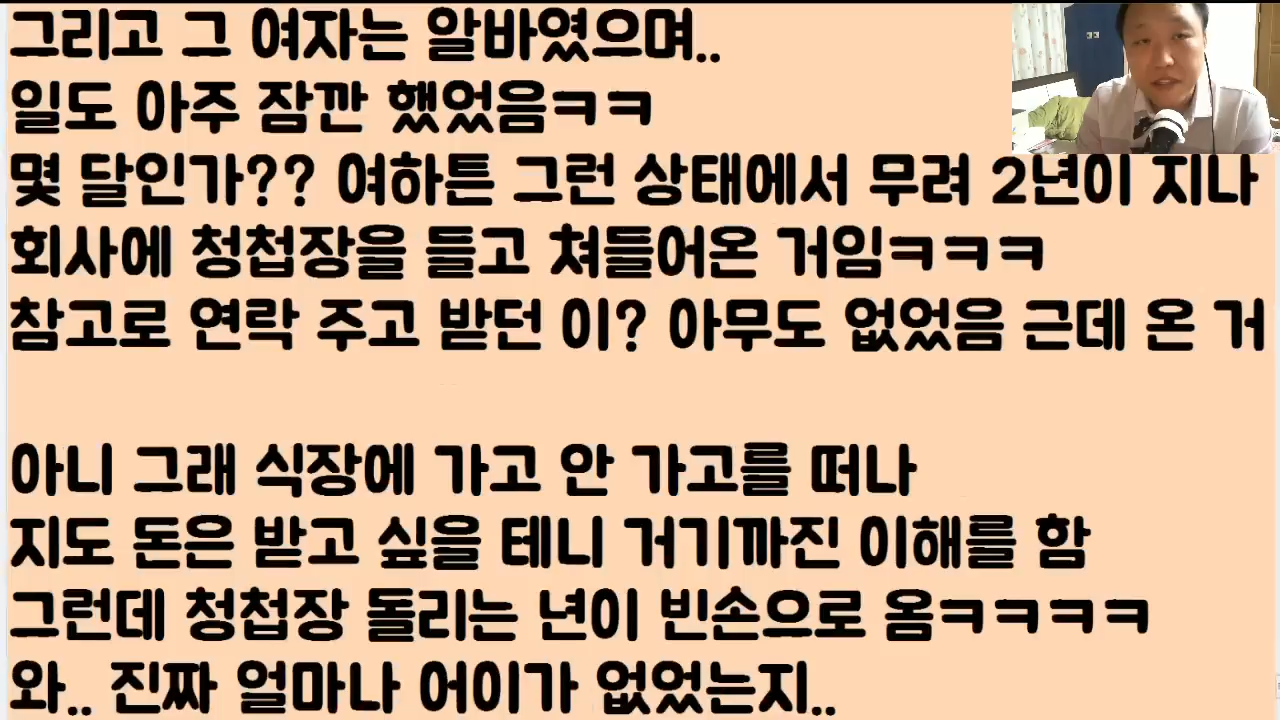 그리고 그 여자는 알바였으며..
일도 아주 잠깐 했었음ㅋㅋ
몇 달인가?? 여하튼 그런 상태에서 무려 2년이 지나
회사에 청첩장을 들고 쳐들어온 거임ㅋㅋㅋ
참고로 연락 주고 받던 이? 아무도 없었음 근데 온 거
아니 그래 식장에 가고 안 가고를 떠나
지도 돈은 받고 싶을 테니 거기까진 이해를 함
그런데 청첩장 돌리는 년이 빈손으로 옴ㅋㅋㅋㅋ
와.. 진짜 얼마나 어이가 없었는지..